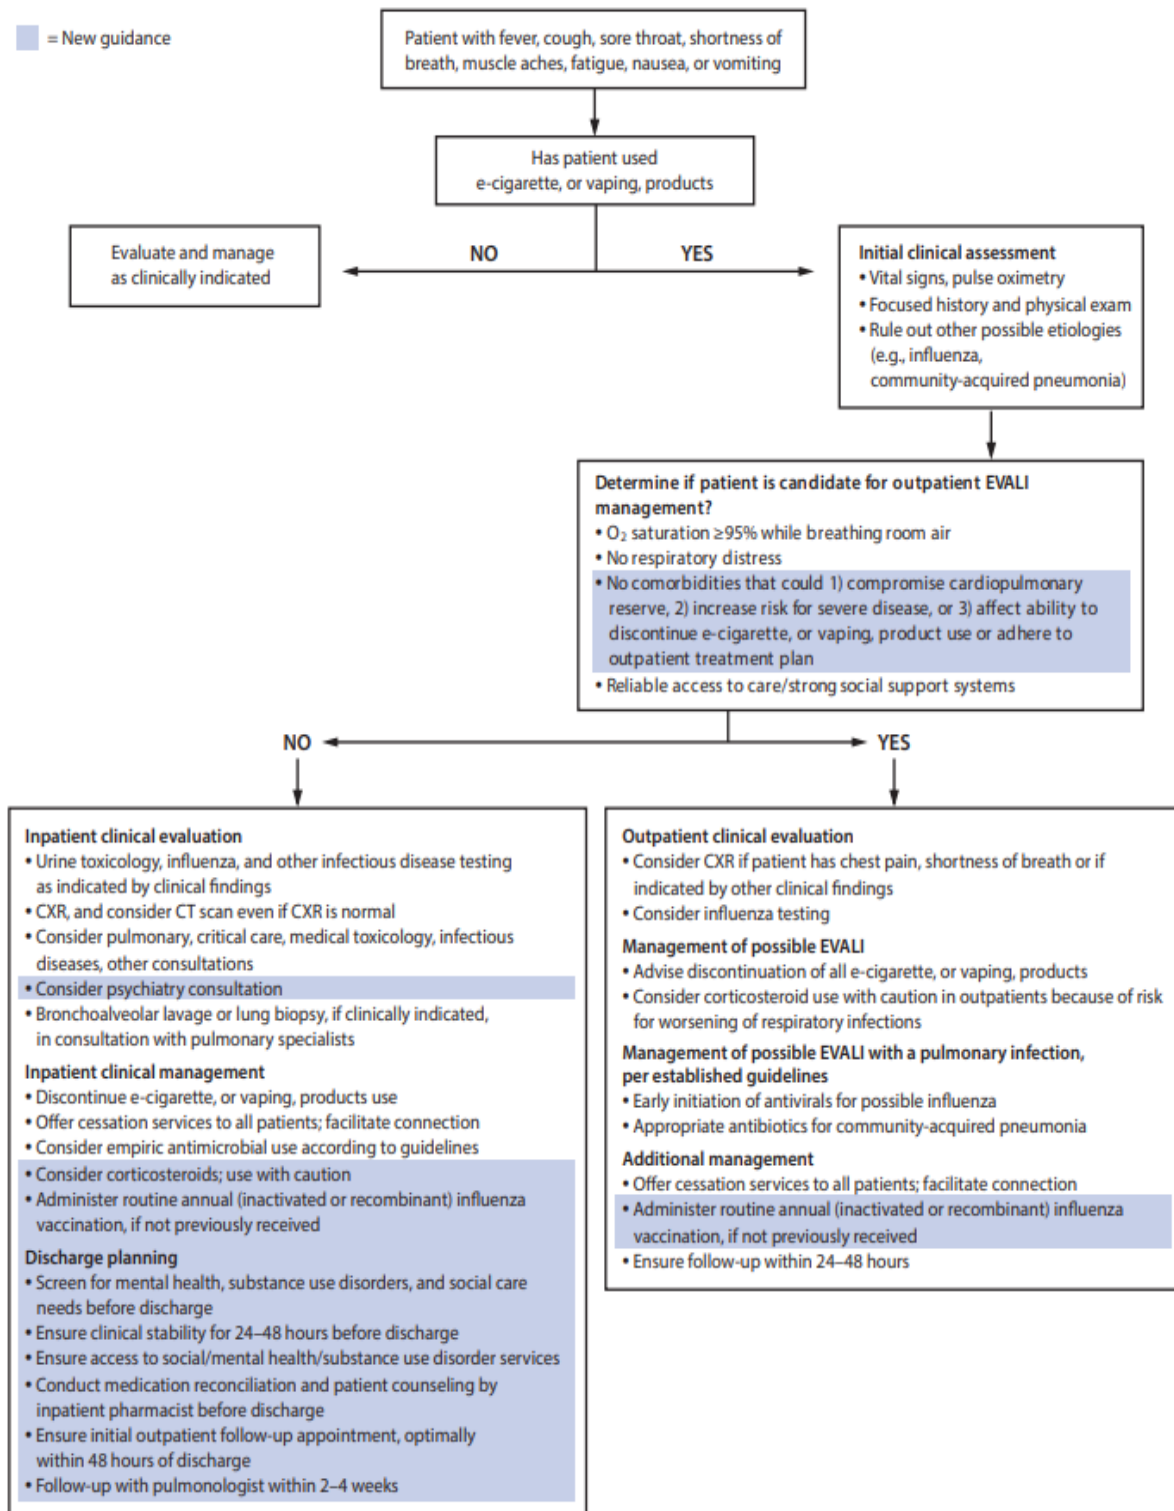 = New guidance
Patient with fever, cough, sore throat, shortness of
breath, muscle aches, fatigue, nausea, or vomiting
Has patient used
e-cigarette, or vaping, products
NO
YES
Evaluate and manage
as clinically indicated
Initial clinical assessment
• Vital signs, pulse oximetry
• Focused history and physical exam
• Rule out other possible etiologies
(e.g., influenza,
community-acquired pneumonia)
Determine if patient is candidate for outpatient EVALI
management?
• O₂ saturation ≥95% while breathing room air
• No respiratory distress
• No comorbidities that could 1) compromise cardiopulmonary
reserve, 2) increase risk for severe disease, or 3) affect ability to
discontinue e-cigarette, or vaping, product use or adhere to
outpatient treatment plan
• Reliable access to care/strong social support systems
NO
YES
Inpatient clinical evaluation
• Urine toxicology, influenza, and other infectious disease testing
as indicated by clinical findings
• CXR, and consider CT scan even if CXR is normal
• Consider pulmonary, critical care, medical toxicology, infectious
diseases, other consultations
• Consider psychiatry consultation
• Bronchoalveolar lavage or lung biopsy, if clinically indicated,
in consultation with pulmonary specialists
Inpatient clinical management
• Discontinue e-cigarette, or vaping, products use
• Offer cessation services to all patients; facilitate connection
• Consider empiric antimicrobial use according to guidelines
• Consider corticosteroids; use with caution
• Administer routine annual (inactivated or recombinant) influenza
vaccination, if not previously received
Discharge planning
• Screen for mental health, substance use disorders, and social care
needs before discharge
• Ensure clinical stability for 24–48 hours before discharge
• Ensure access to social/mental health/substance use disorder services
• Conduct medication reconciliation and patient counseling by
inpatient pharmacist before discharge
• Ensure initial outpatient follow-up appointment, optimally
within 48 hours of discharge
• Follow-up with pulmonologist within 2–4 weeks
Outpatient clinical evaluation
• Consider CXR if patient has chest pain, shortness of breath or if
indicated by other clinical findings
• Consider influenza testing
Management of possible EVALI
• Advise discontinuation of all e-cigarette, or vaping, products
• Consider corticosteroid use with caution in outpatients because of risk
for worsening of respiratory infections
Management of possible EVALI with a pulmonary infection,
per established guidelines
• Early initiation of antivirals for possible influenza
• Appropriate antibiotics for community-acquired pneumonia
Additional management
• Offer cessation services to all patients; facilitate connection
• Administer routine annual (inactivated or recombinant) influenza
vaccination, if not previously received
• Ensure follow-up within 24–48 hours